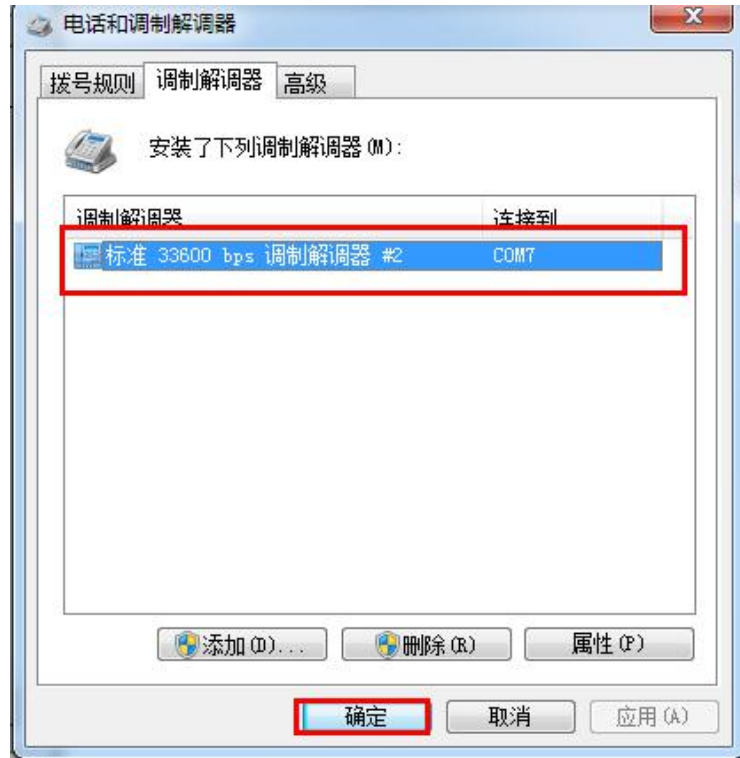 电话和调制解调器
拨号规则 调制解调器 高级
安装了下列调制解调器(M):
调制解调器 连接到
标准 33600 bps 调制解调器 #2 COM7
添加(D)... 删除(R) 属性(P)
确定 取消 应用(A)